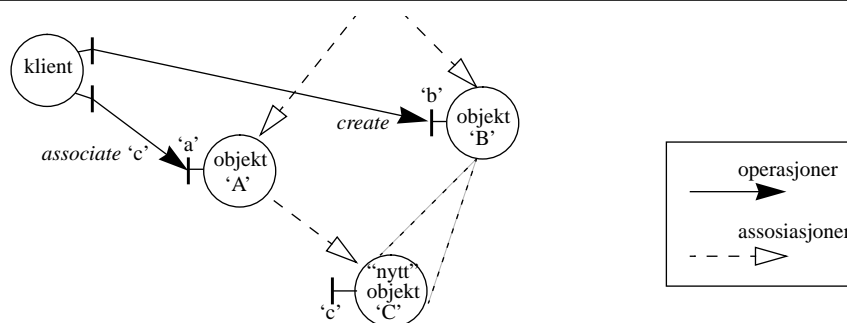 klient
‘b’
create
objekt
‘B’
associate ‘c’
‘a’
objekt
‘A’
operasjoner
assosiasjoner
“nytt”
objekt
‘C’
‘c’